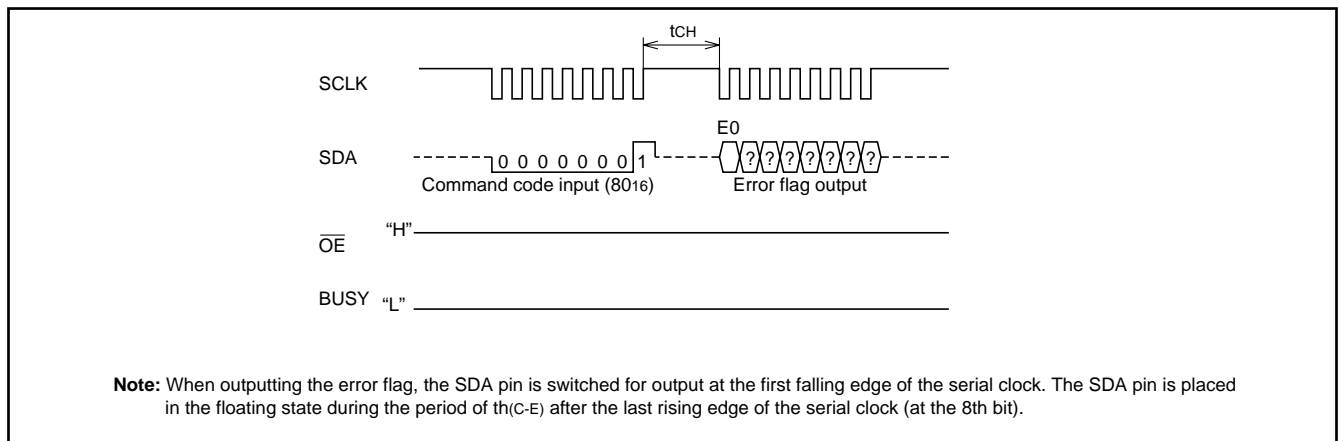 tCH
SCLK
E0
SDA
0 0 0 0 0 0 0 1 ? ? ? ? ? ? ?
Command code input (8016) Error flag output
OE "H"
BUSY "L"
Note: When outputting the error flag, the SDA pin is switched for output at the first falling edge of the serial clock. The SDA pin is placed
in the floating state during the period of th(C-E) after the last rising edge of the serial clock (at the 8th bit).